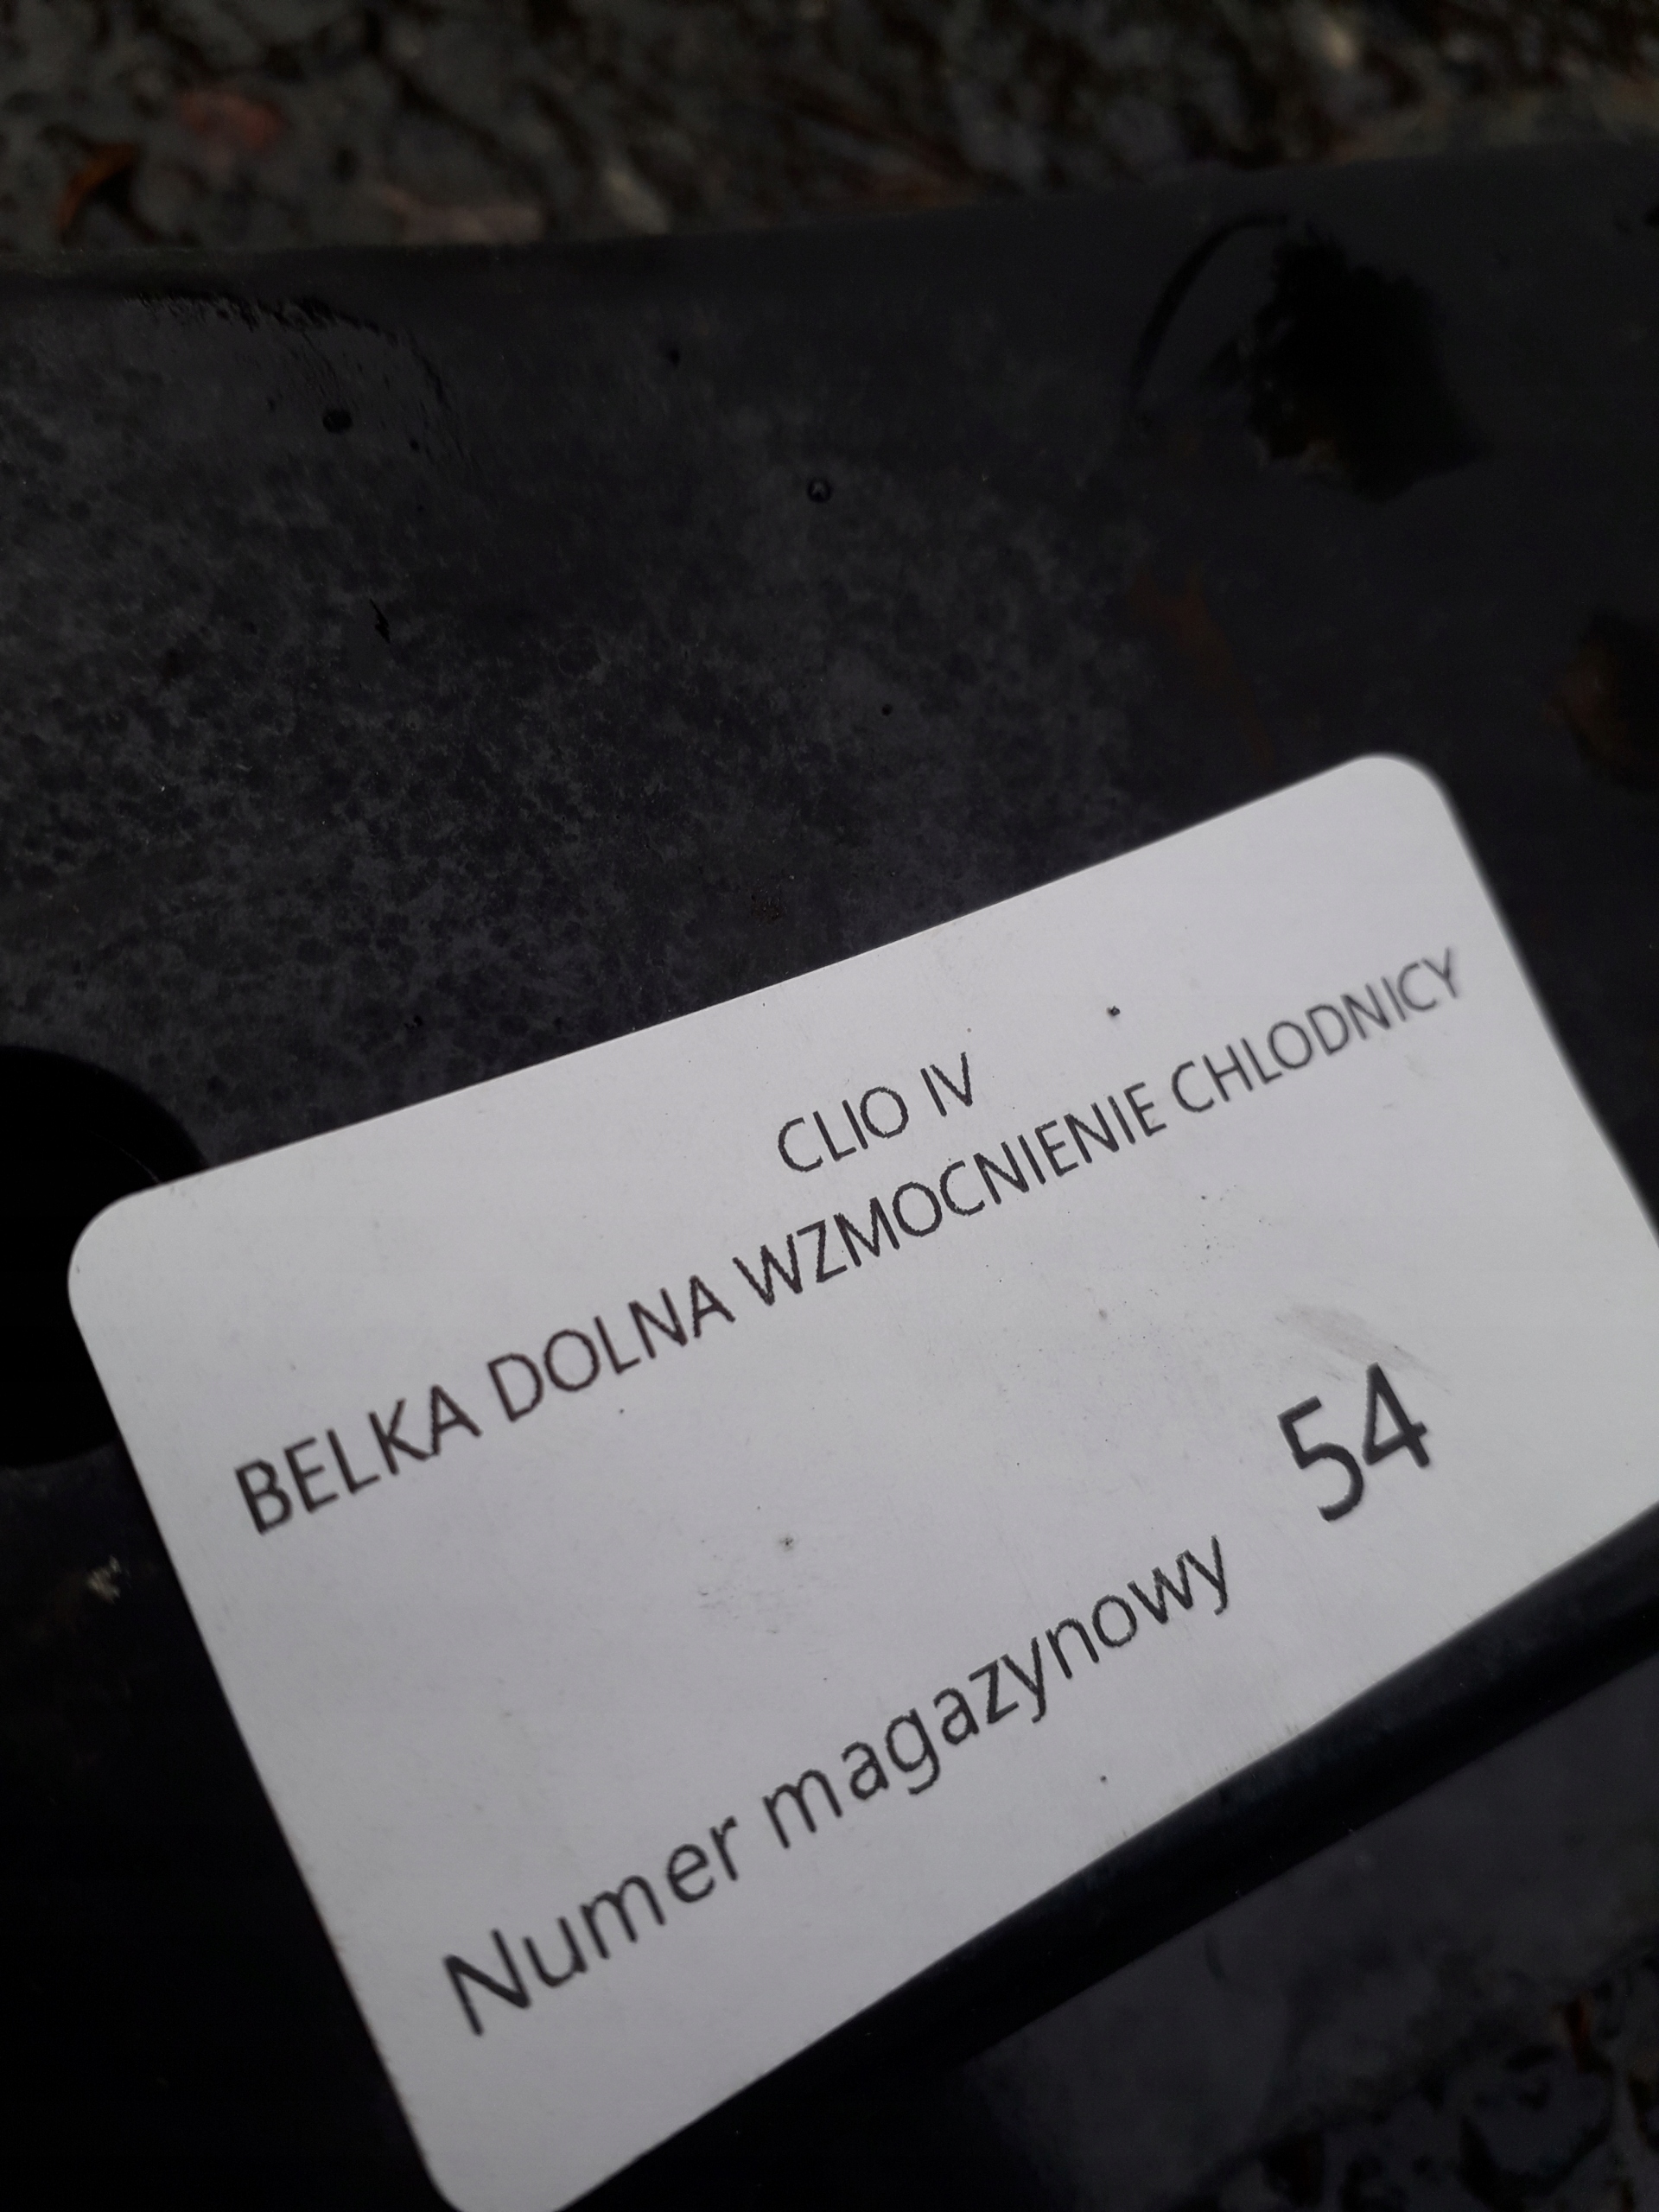 CLIO IV
BELKA DOLNA WZMOCNIENIE CHLODNICY
Numer magazynowy 54